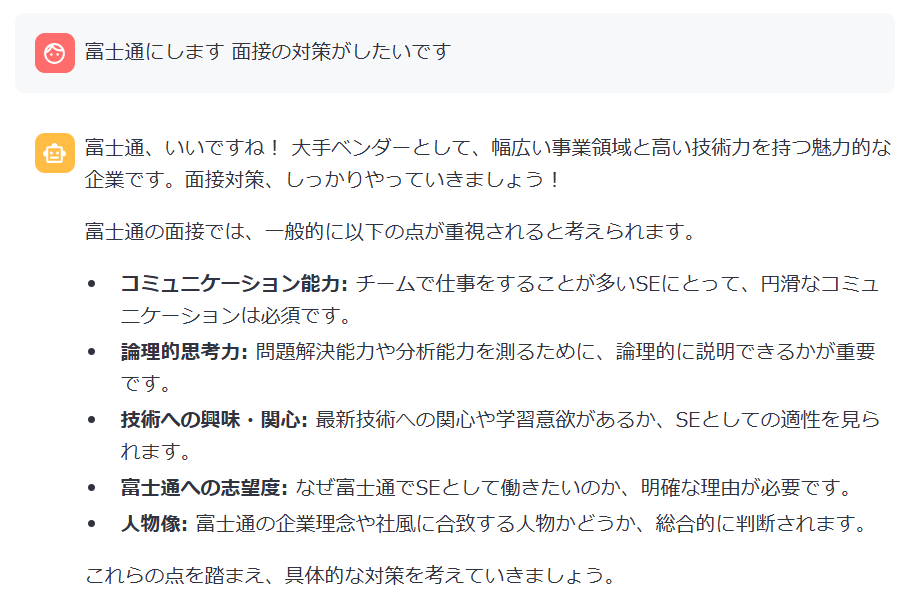 富士通にします 面接の対策がしたいです
富士通、いいですね！ 大手ベンダーとして、幅広い事業領域と高い技術力を持つ魅力的な
企業です。面接対策、しっかりやっていきましょう！
富士通の面接では、一般的に以下の点が重視されると考えられます。
• コミュニケーション能力: チームで仕事をすることが多いSEにとって、円滑なコミュ
ニケーションは必須です。
• 論理的思考力: 問題解決能力や分析能力を測るために、論理的に説明できるかが重要
です。
• 技術への興味・関心: 最新技術への関心や学習意欲があるか、SEとしての適性を見ら
れます。
• 富士通への志望度: なぜ富士通でSEとして働きたいのか、明確な理由が必要です。
• 人物像: 富士通の企業理念や社風に合致する人物かどうか、総合的に判断されます。
これらの点を踏まえ、具体的な対策を考えていきましょう。